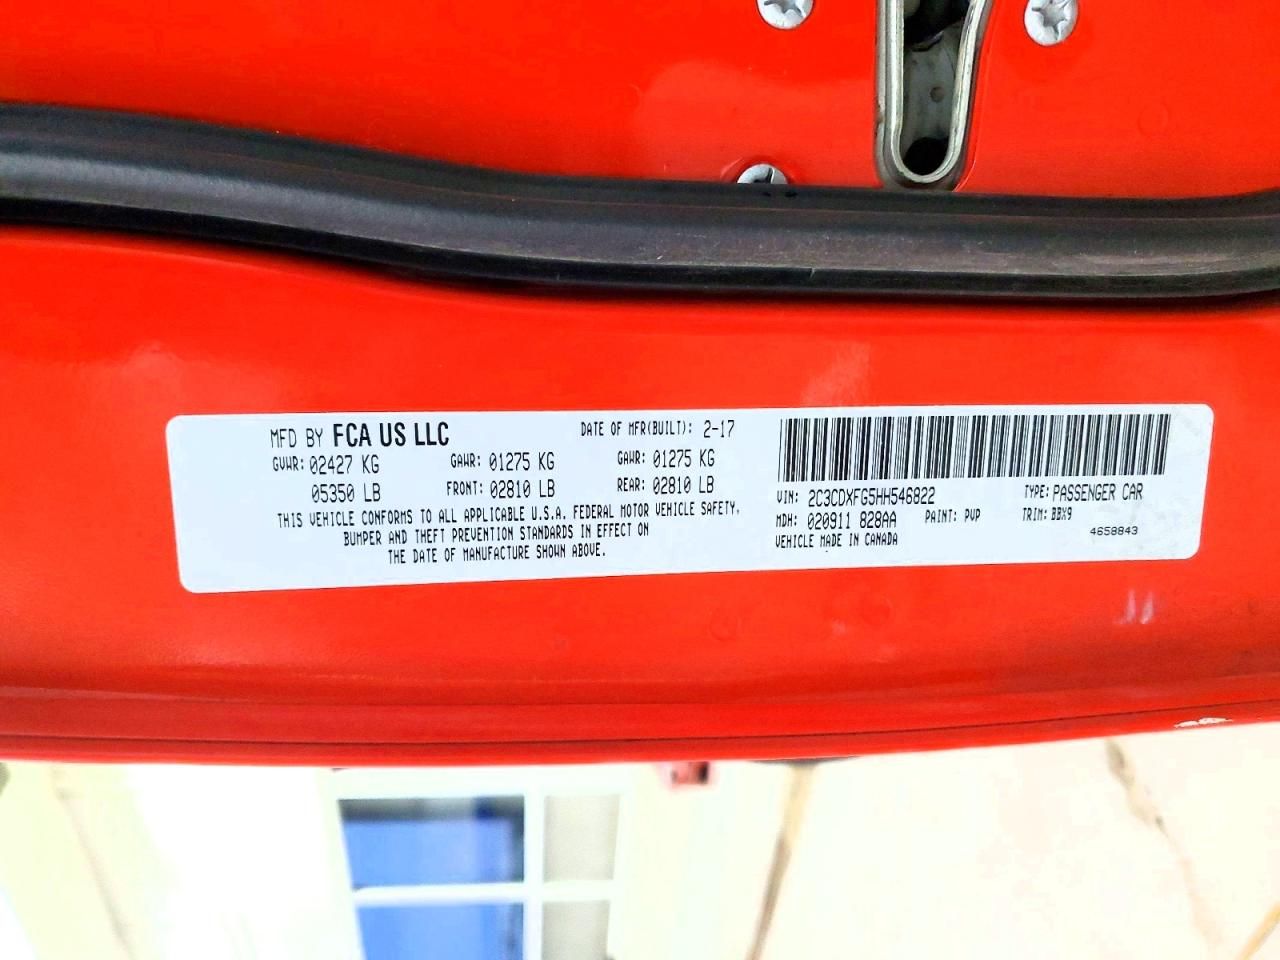 MFD BY FCA US LLC DATE OF MFR(BUILT): 2-17
GVWR: 02427 KG GAWR: 01275 KG GAWR: 01275 KG
05350 LB FRONT: 02810 LB REAR: 02810 LB
THIS VEHICLE CONFORMS TO ALL APPLICABLE U.S.A. FEDERAL MOTOR VEHICLE SAFETY,
BUMPER AND THEFT PREVENTION STANDARDS IN EFFECT ON
THE DATE OF MANUFACTURE SHOWN ABOVE.
VIN: 2C3CDXFG5HH546822 TYPE: PASSENGER CAR
MDH: 020911 828AA PAINT: PVP TRIM: BBX9
VEHICLE MADE IN CANADA 4658843